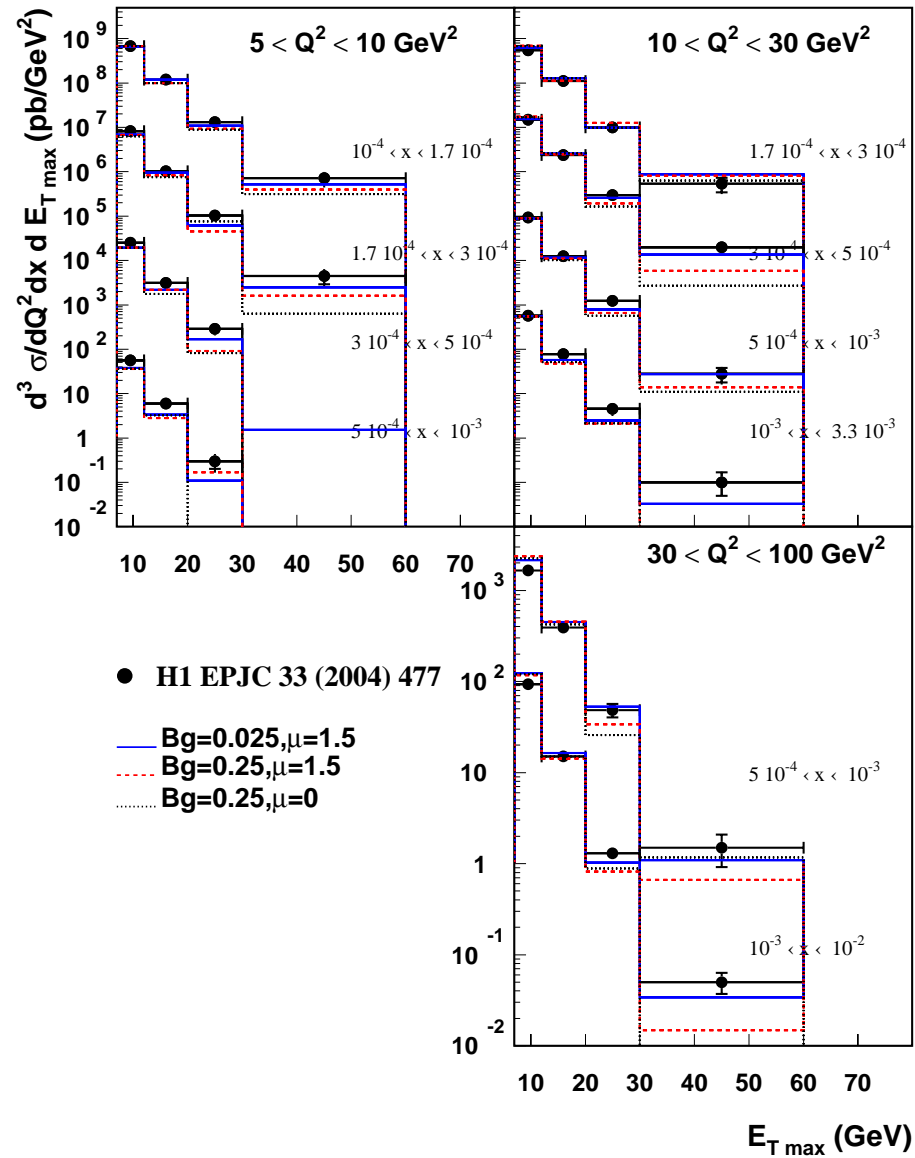 5 < Q² < 10 GeV²
10 < Q² < 30 GeV²
d³ σ/dQ²dx d E_T max (pb/GeV²)
10⁹
10⁸
10⁷
10⁶
10⁵
10⁴
10³
10²
10
1
10⁻¹
10⁻²
10⁻⁴ < x < 1.7 10⁻⁴
1.7 10⁻⁴ < x < 3 10⁻⁴
3 10⁻⁴ < x < 5 10⁻⁴
5 10⁻⁴ < x < 10⁻³
1.7 10⁻⁴ < x < 3 10⁻⁴
3 10⁻⁴ < x < 5 10⁻⁴
5 10⁻⁴ < x < 10⁻³
10⁻³ < x < 3.3 10⁻³
10 20 30 40 50 60 70
30 < Q² < 100 GeV²
10³
10²
10
1
10⁻¹
10⁻²
H1 EPJC 33 (2004) 477
Bg=0.025,μ=1.5
Bg=0.25,μ=1.5
Bg=0.25,μ=0
5 10⁻⁴ < x < 10⁻³
10⁻³ < x < 10⁻²
10 20 30 40 50 60 70
E_T max (GeV)